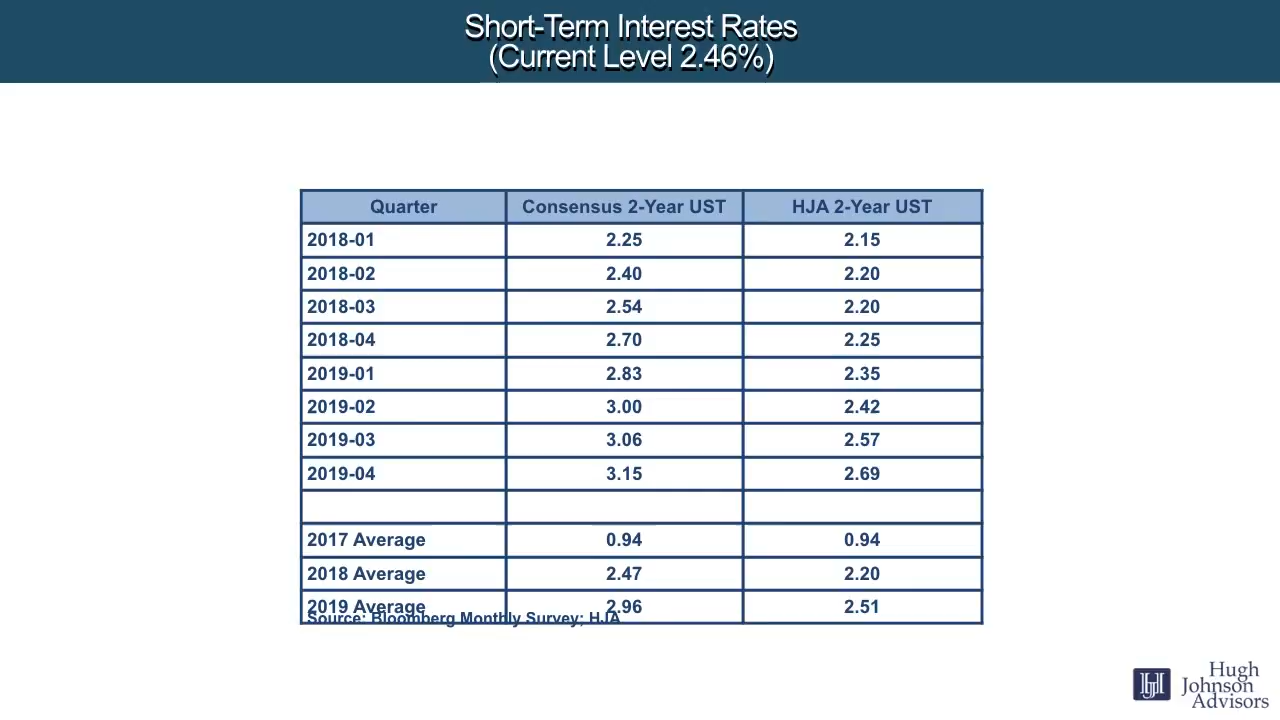 Short-Term Interest Rates
(Current Level 2.46%)
Quarter Consensus 2-Year UST HJA 2-Year UST
2018-01 2.25 2.15
2018-02 2.40 2.20
2018-03 2.54 2.20
2018-04 2.70 2.25
2019-01 2.83 2.35
2019-02 3.00 2.42
2019-03 3.06 2.57
2019-04 3.15 2.69
2017 Average 0.94 0.94
2018 Average 2.47 2.20
2019 Average 2.96 2.51
Source: Bloomberg Monthly Survey; HJA
HJ Hugh
Johnson
Advisors